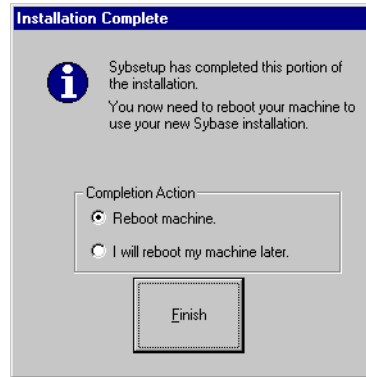 Installation Complete
Sybsetup has completed this portion of
the installation.
You now need to reboot your machine to
use your new Sybase installation.
Completion Action
Reboot machine.
I will reboot my machine later.
Finish